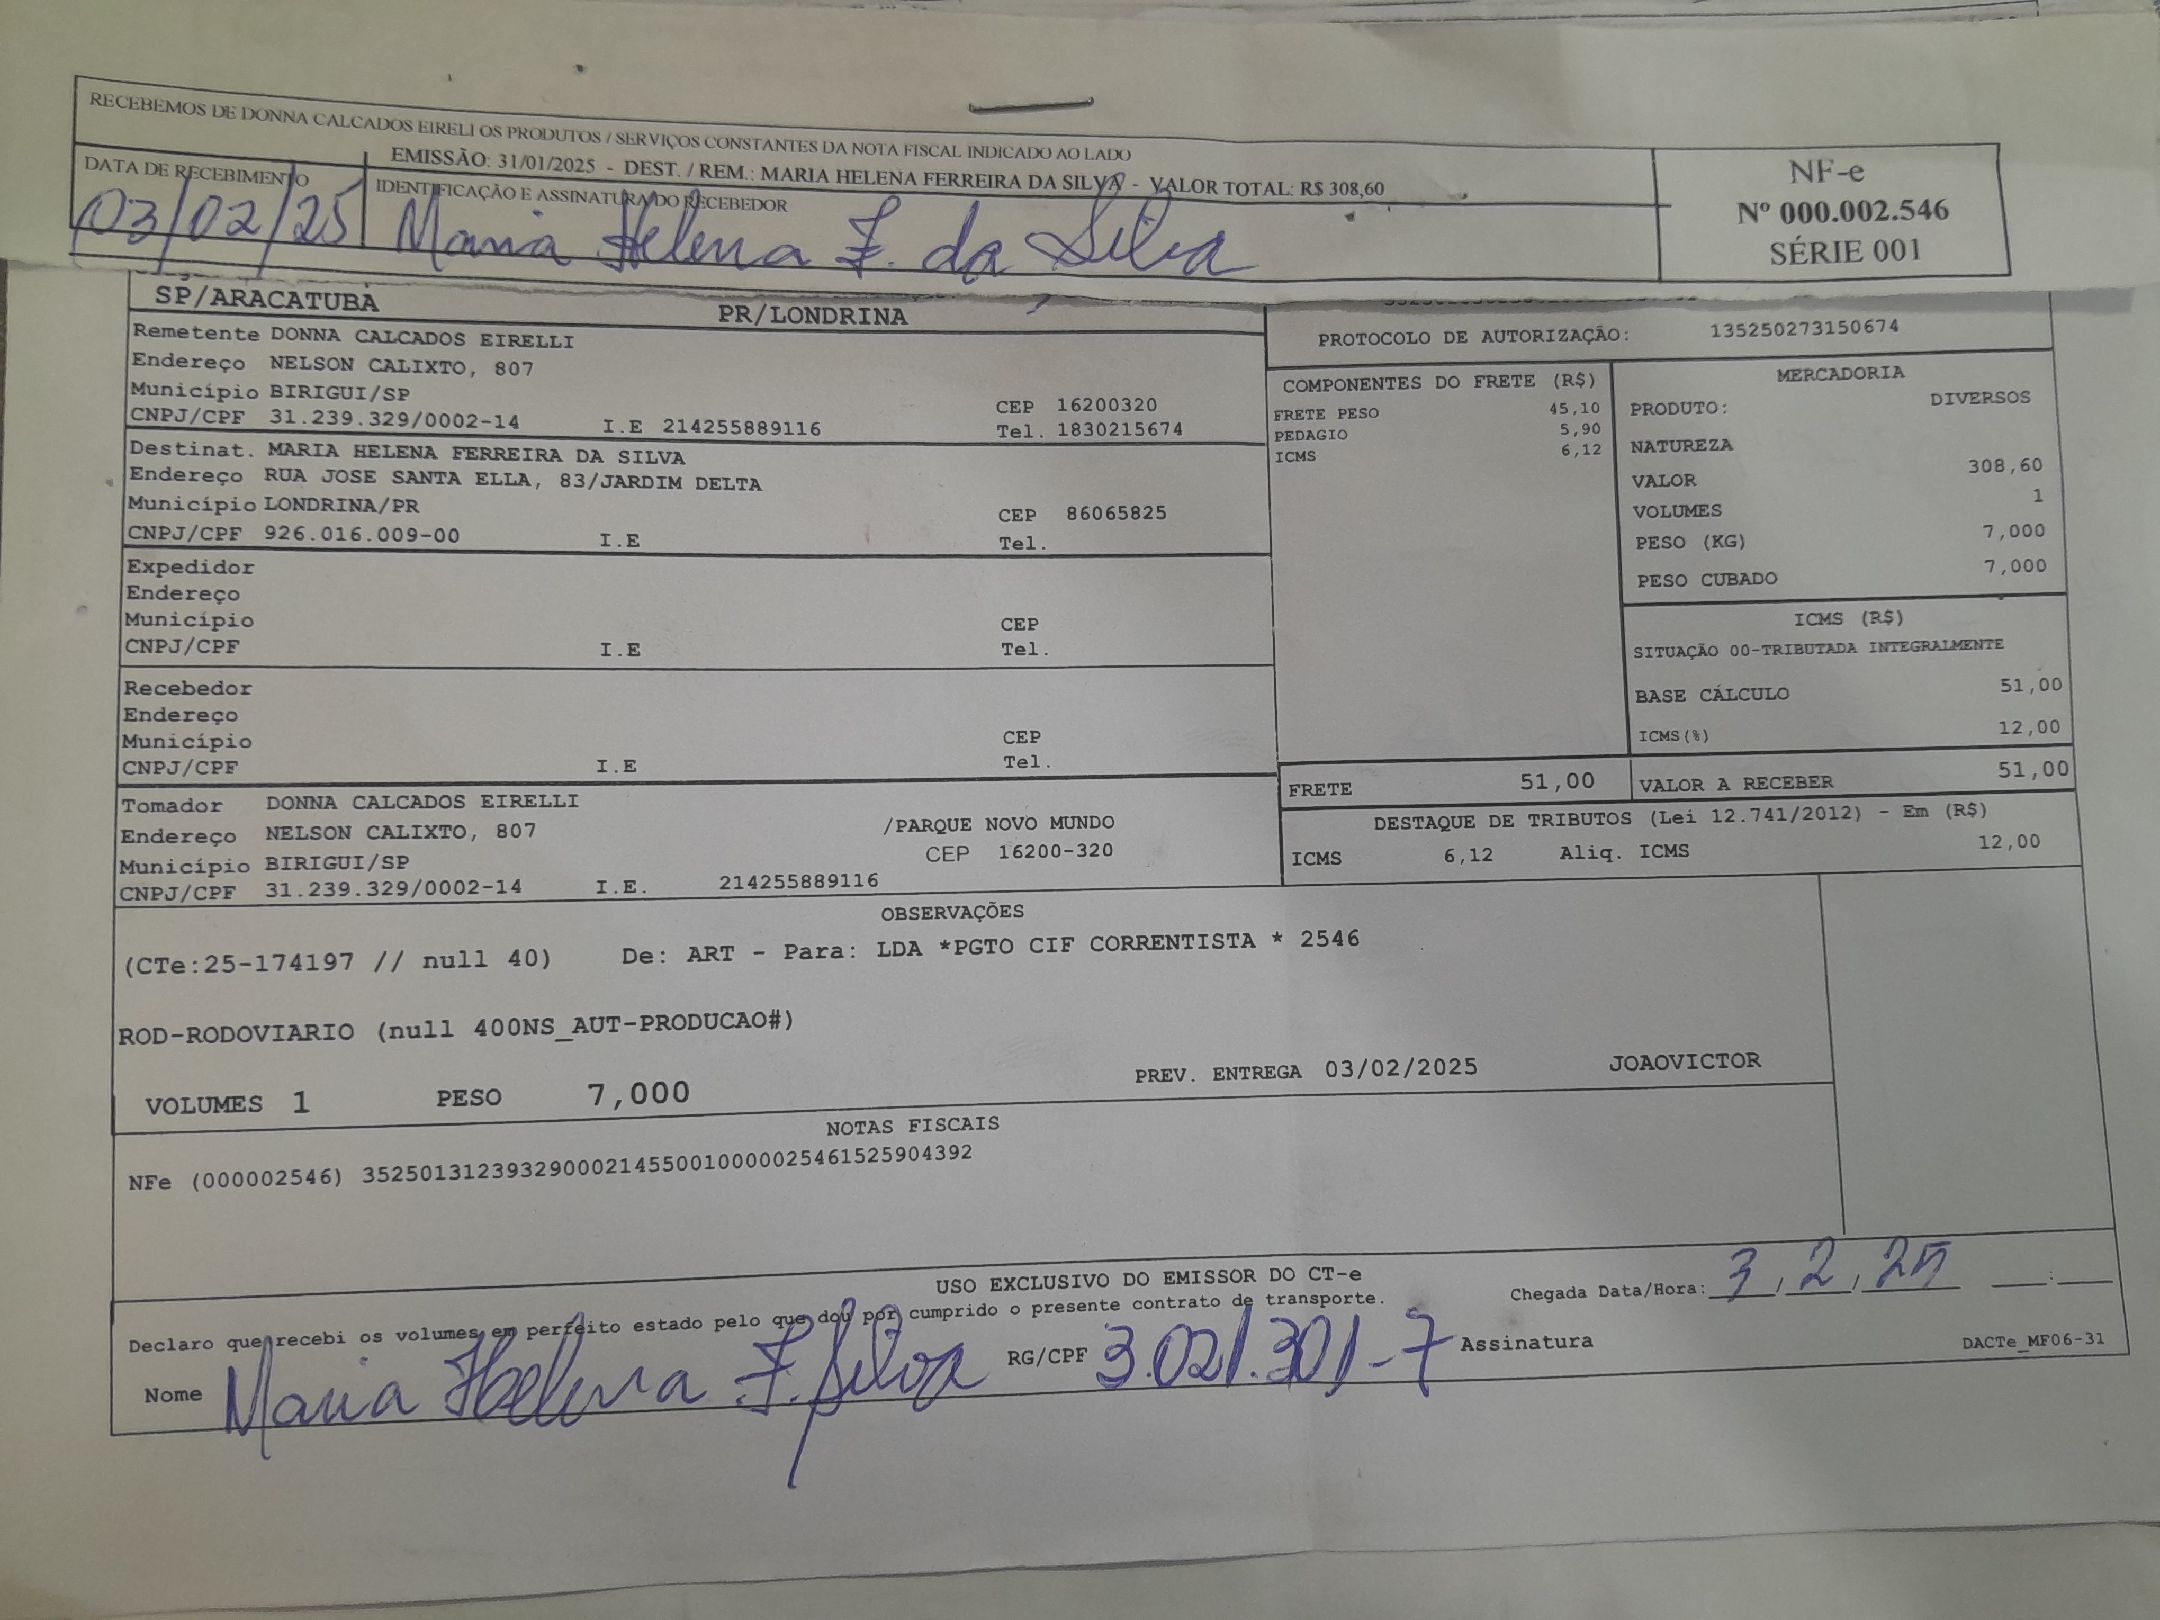 RECEBEMOS DE DONNA CALCADOS EIRELI OS PRODUTOS / SERVIÇOS CONSTANTES DA NOTA FISCAL INDICADO AO LADO
EMISSÃO: 31/01/2025 - DEST. / REM.: MARIA HELENA FERREIRA DA SILVA - VALOR TOTAL: R$ 308,60
DATA DE RECEBIMENTO
03/02/25
IDENTIFICAÇÃO E ASSINATURA DO RECEBEDOR
Maria Helena F. da Silva
NF-e
Nº 000.002.546
SÉRIE 001
SP/ARACATUBA PR/LONDRINA
Remetente DONNA CALCADOS EIRELLI
Endereço NELSON CALIXTO, 807
Município BIRIGUI/SP CEP 16200320
CNPJ/CPF 31.239.329/0002-14 I.E 214255889116 Tel. 1830215674
Destinat. MARIA HELENA FERREIRA DA SILVA
Endereço RUA JOSE SANTA ELLA, 83/JARDIM DELTA
Município LONDRINA/PR CEP 86065825
CNPJ/CPF 926.016.009-00 I.E Tel.
Expedidor
Endereço
Município CEP
CNPJ/CPF I.E Tel.
Recebedor
Endereço
Município CEP
CNPJ/CPF I.E Tel.
Tomador DONNA CALCADOS EIRELLI
Endereço NELSON CALIXTO, 807 /PARQUE NOVO MUNDO
Município BIRIGUI/SP CEP 16200-320
CNPJ/CPF 31.239.329/0002-14 I.E. 214255889116
PROTOCOLO DE AUTORIZAÇÃO: 135250273150674
COMPONENTES DO FRETE (R$)
FRETE PESO 45,10
PEDAGIO 5,90
ICMS 6,12
MERCADORIA
PRODUTO: DIVERSOS
NATUREZA
VALOR 308,60
VOLUMES 1
PESO (KG) 7,000
PESO CUBADO 7,000
ICMS (R$)
SITUAÇÃO 00-TRIBUTADA INTEGRALMENTE
BASE CÁLCULO 51,00
ICMS(%) 12,00
FRETE 51,00 VALOR A RECEBER 51,00
DESTAQUE DE TRIBUTOS (Lei 12.741/2012) - Em (R$)
ICMS 6,12 Aliq. ICMS 12,00
OBSERVAÇÕES
(CTe:25-174197 // null 40) De: ART - Para: LDA *PGTO CIF CORRENTISTA * 2546
ROD-RODOVIARIO (null 400NS_AUT-PRODUCAO#)
PREV. ENTREGA 03/02/2025 JOAOVICTOR
VOLUMES 1 PESO 7,000
NOTAS FISCAIS
NFe (000002546) 35250131239329000214550010000025461525904392
USO EXCLUSIVO DO EMISSOR DO CT-e
Declaro que recebi os volumes em perfeito estado pelo que dou por cumprido o presente contrato de transporte.
Chegada Data/Hora: 3, 2, 25 __:__
Nome Maria Helena F. Silva RG/CPF 3.021.301-7 Assinatura
DACTe_MF06-31